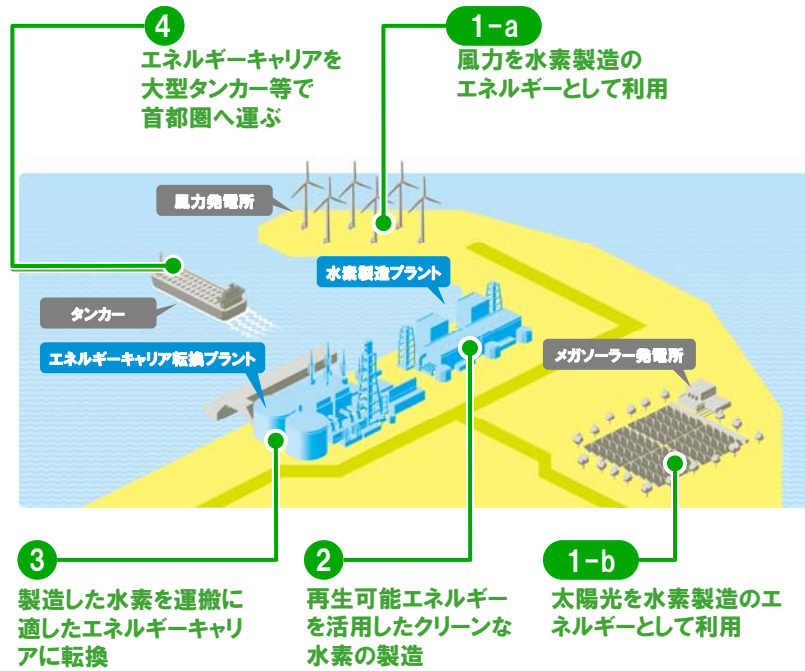 4
エネルギーキャリアを
大型タンカー等で
首都圏へ運ぶ
1-a
風力を水素製造の
エネルギーとして利用
風力発電所
水素製造プラント
タンカー
エネルギーキャリア転換プラント
メガソーラー発電所
3
製造した水素を運搬に
適したエネルギーキャリ
アに転換
2
再生可能エネルギー
を活用したクリーンな
水素の製造
1-b
太陽光を水素製造のエ
ネルギーとして利用